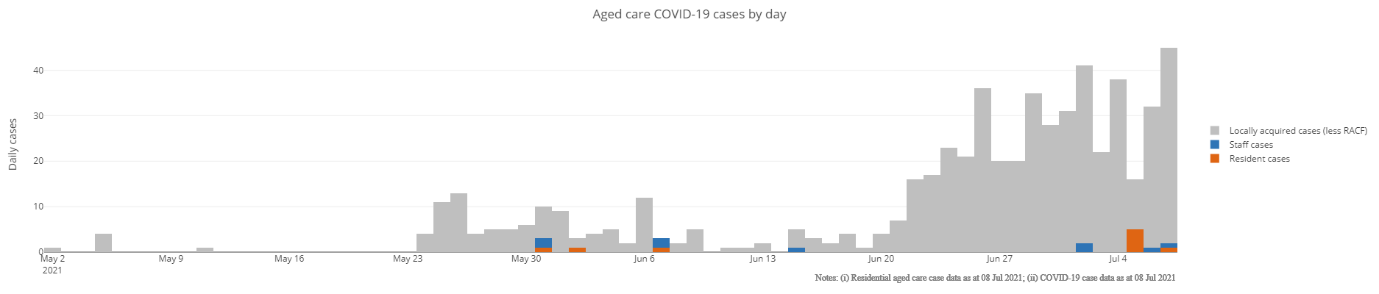 Aged care COVID-19 cases by day
Daily cases
40
30
20
10
0
May 2
2021
May 9
May 16
May 23
May 30
Jun 6
Jun 13
Jun 20
Jun 27
Jul 4
Locally acquired cases (less RACF)
Staff cases
Resident cases
Notes: (i) Residential aged care case data as at 08 Jul 2021; (ii) COVID-19 case data as at 08 Jul 2021